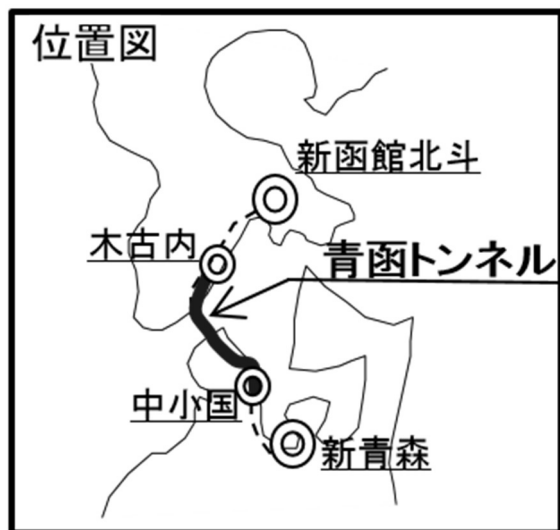 位置図
新函館北斗
木古内
青函トンネル
中小国
新青森